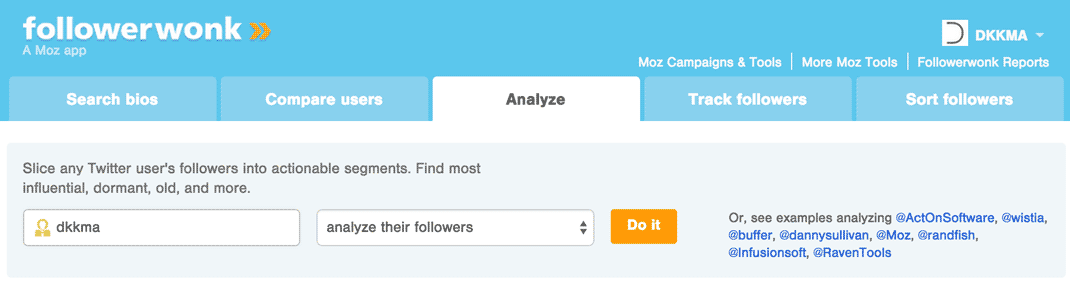 followerwonk
A Moz app
DKKMA
Moz Campaigns & Tools | More Moz Tools | Followerwonk Reports
Search bios
Compare users
Analyze
Track followers
Sort followers
Slice any Twitter user's followers into actionable segments. Find most
influential, dormant, old, and more.
dkkma
analyze their followers
Do it
Or, see examples analyzing @ActOnSoftware, @wistia,
@buffer, @dannysullivan, @Moz, @randfish,
@Infusionsoft, @RavenTools